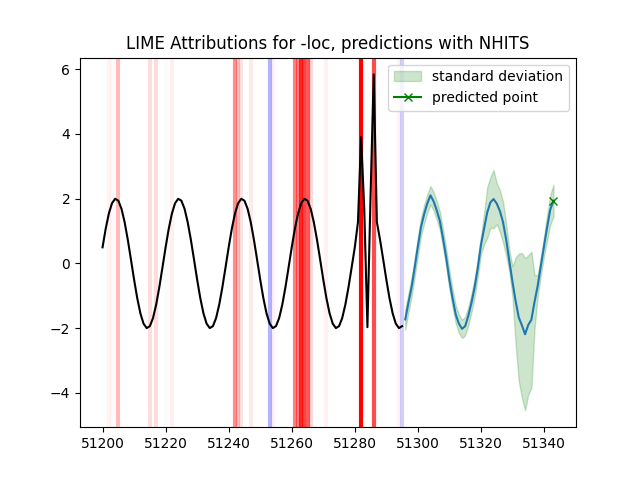 LIME Attributions for -loc, predictions with NHITS
standard deviation
predicted point
6
4
2
0
−2
−4
51200 51220 51240 51260 51280 51300 51320 51340